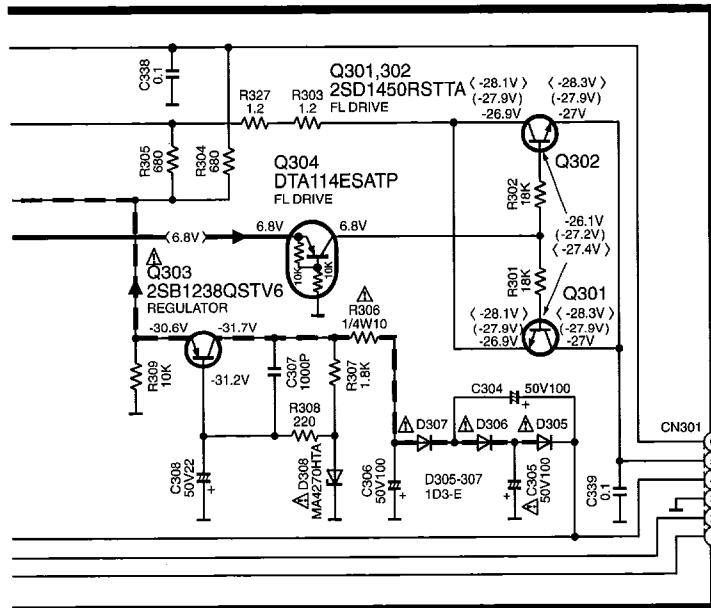 C338
0.1
Q301,302
2SD1450RSTTA
FL DRIVE
R327
1.2
R303
1.2
〈-28.1V〉
(-27.9V)
-26.9V
〈-28.3V〉
(-27.9V)
-27V
R305
680
R304
680
Q304
DTA114ESATP
FL DRIVE
Q302
R302
18K
6.8V
6.8V
(6.8V)
10K
10K
-26.1V
(-27.2V)
〈-27.4V〉
Q303
2SB1238QSTV6
REGULATOR
R301
18K
Q301
R306
1/4W10
〈-28.1V〉
(-27.9V)
-26.9V
〈-28.3V〉
(-27.9V)
-27V
-30.6V
-31.7V
-31.2V
R309
10K
C307
1000P
R307
1.8K
C304
50V100
R308
220
D307
D306
D305
CN301
C308
50V22
+
D308
MA4270HTA
C306
50V100
+
D305-307
1D3-E
+
C305
50V100
+
C339
0.1